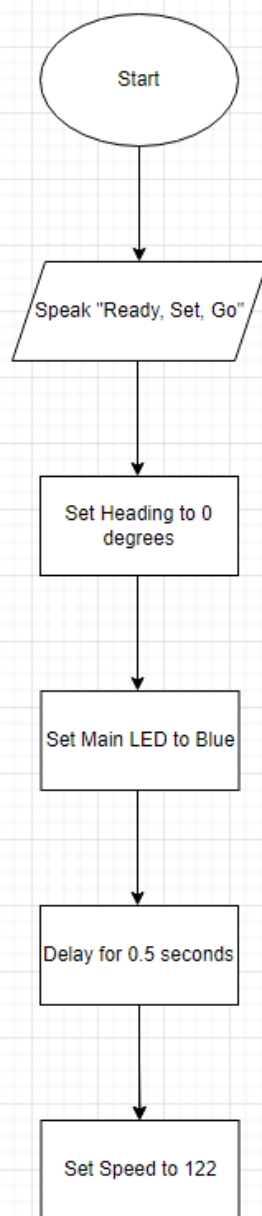 Start
Speak "Ready, Set, Go"
Set Heading to 0
degrees
Set Main LED to Blue
Delay for 0.5 seconds
Set Speed to 122